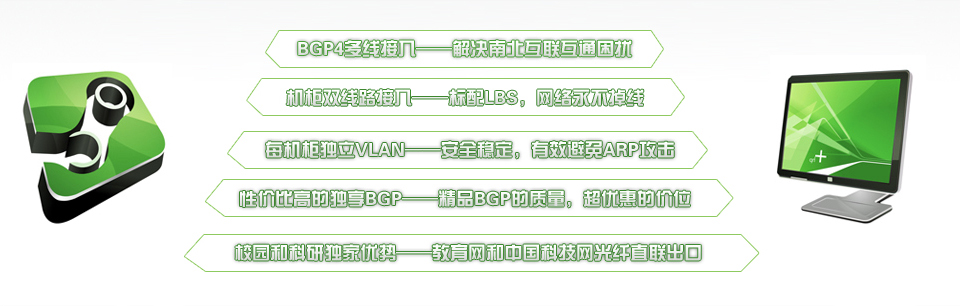 BGP4多线接入——解决南北互联互通困扰
机柜双线路接入——标配LBS，网络永不掉线
每机柜独立VLAN——安全稳定，有效避免ARP攻击
性价比高的独享BGP——精品BGP的质量，超优惠的价位
校园和科研独家优势——教育网和中国科技网光纤直联出口